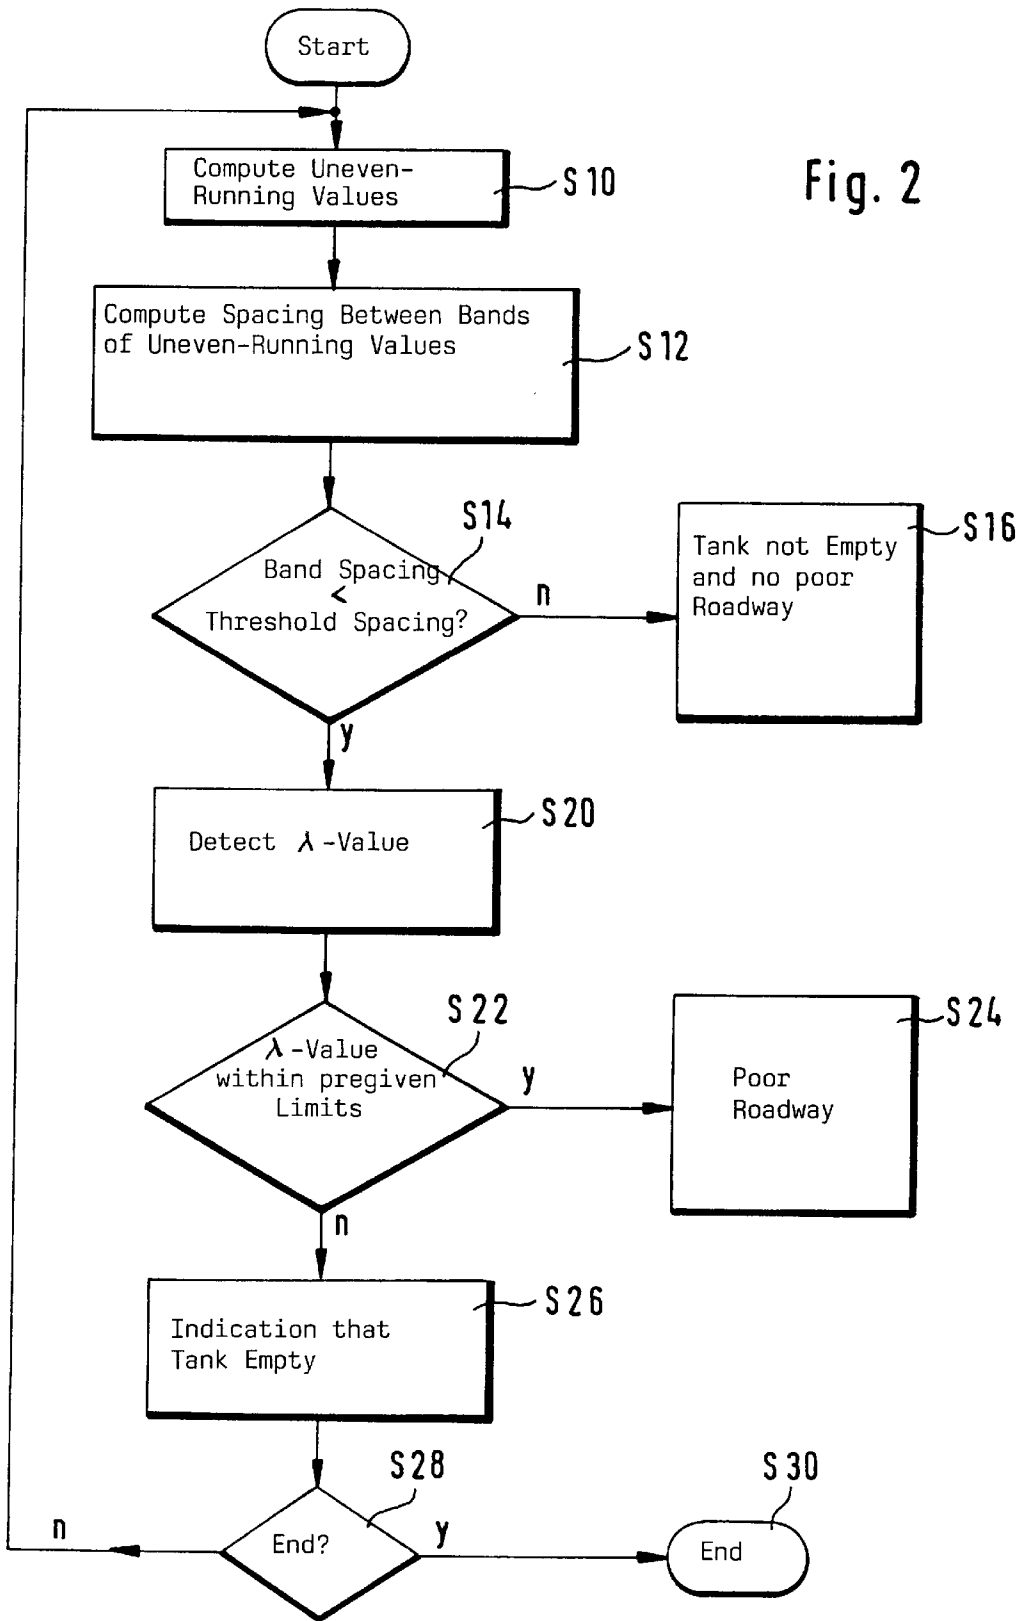 Start
Compute Uneven-
Running Values
S10
Fig. 2
Compute Spacing Between Bands
of Uneven-Running Values
S12
S14
Band Spacing
<
Threshold Spacing?
n
y
S16
Tank not Empty
and no poor
Roadway
S20
Detect λ-Value
S22
λ-Value
within pregiven
Limits
y
n
S24
Poor
Roadway
S26
Indication that
Tank Empty
S28
End?
n
y
S30
End